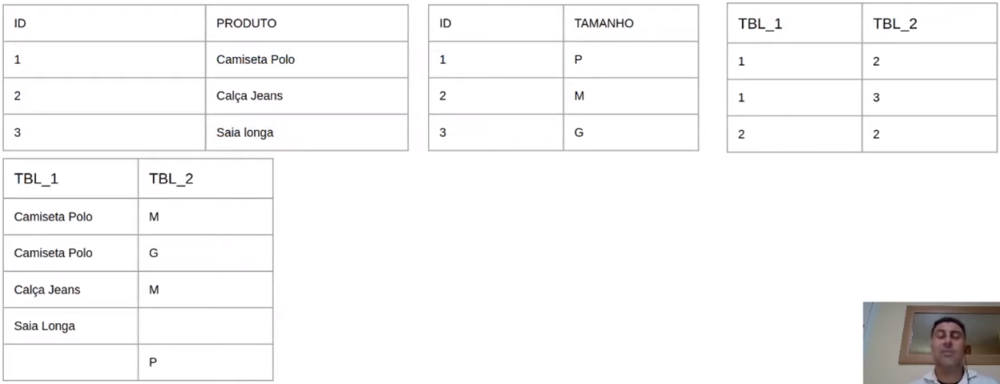 ID PRODUTO
1 Camiseta Polo
2 Calça Jeans
3 Saia longa
ID TAMANHO
1 P
2 M
3 G
TBL_1 TBL_2
1 2
1 3
2 2
TBL_1 TBL_2
Camiseta Polo M
Camiseta Polo G
Calça Jeans M
Saia Longa
P